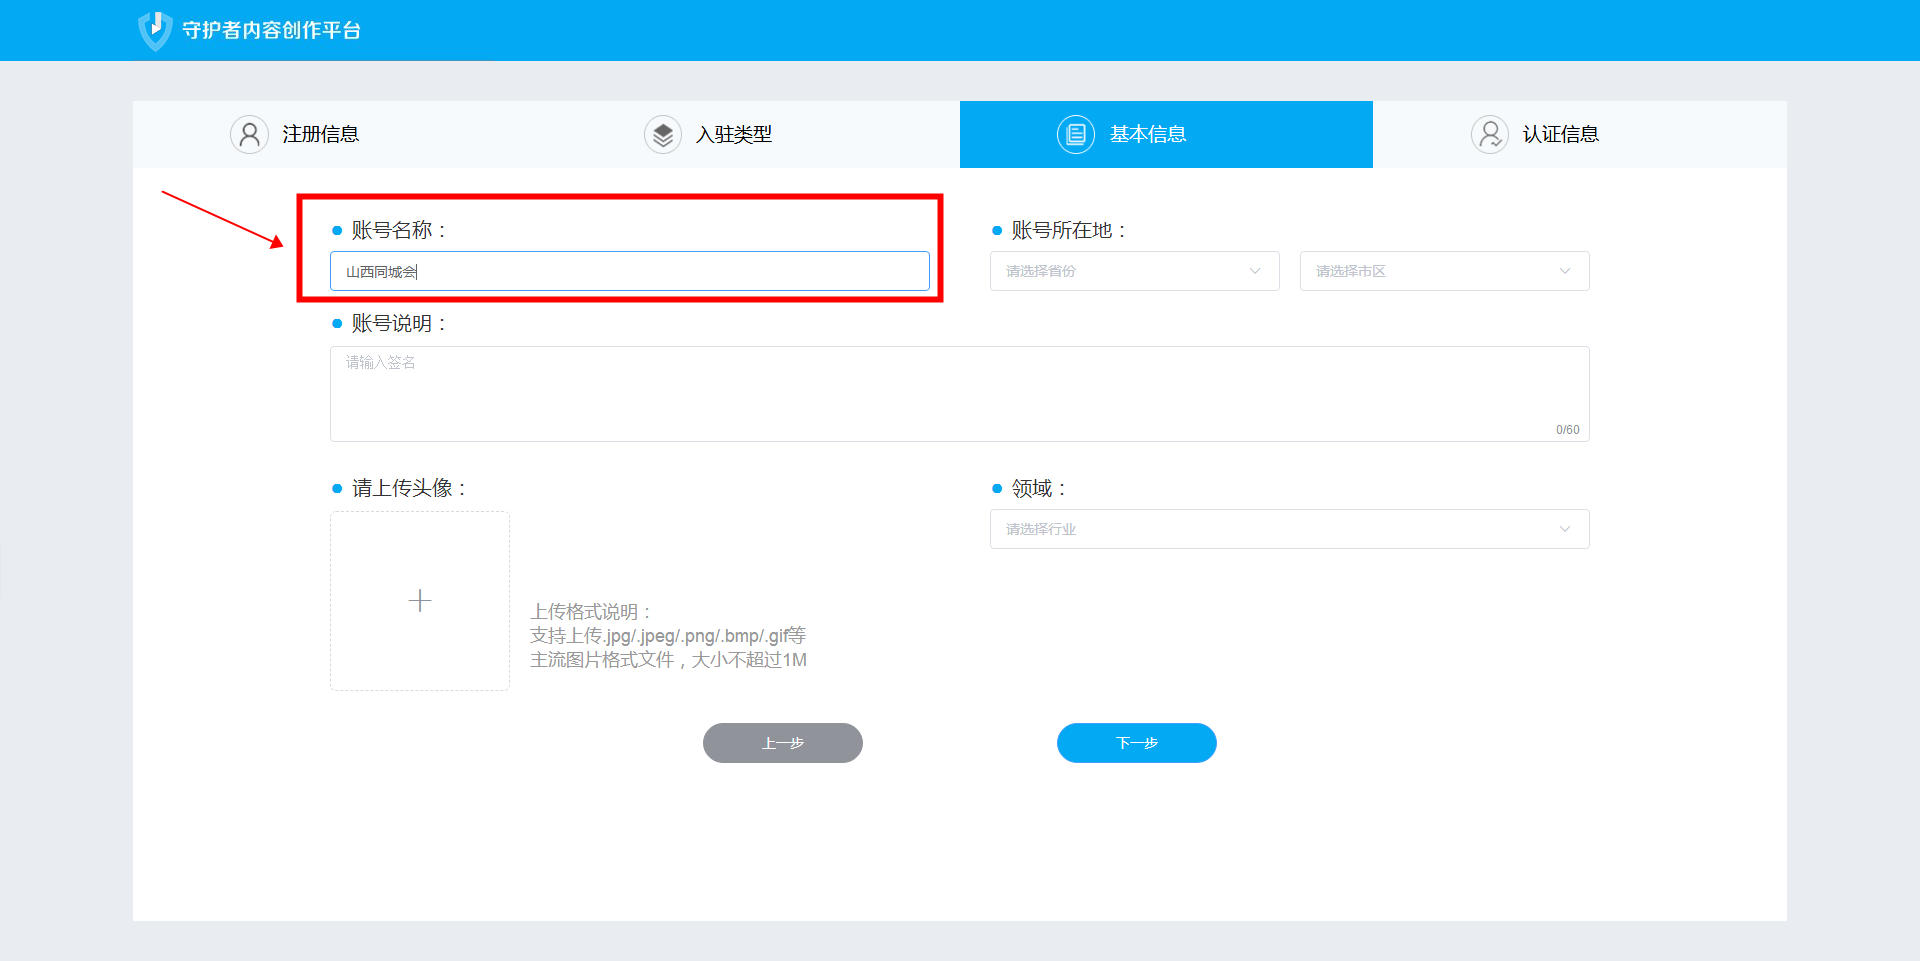 守护者内容创作平台
注册信息
入驻类型
基本信息
认证信息
账号名称：
账号所在地：
山西同城会
请选择省份
请选择市区
账号说明：
请输入签名
0/60
请上传头像：
领域：
请选择行业
上传格式说明：
支持上传.jpg/.jpeg/.png/.bmp/.gif等
主流图片格式文件，大小不超过1M
上一步
下一步